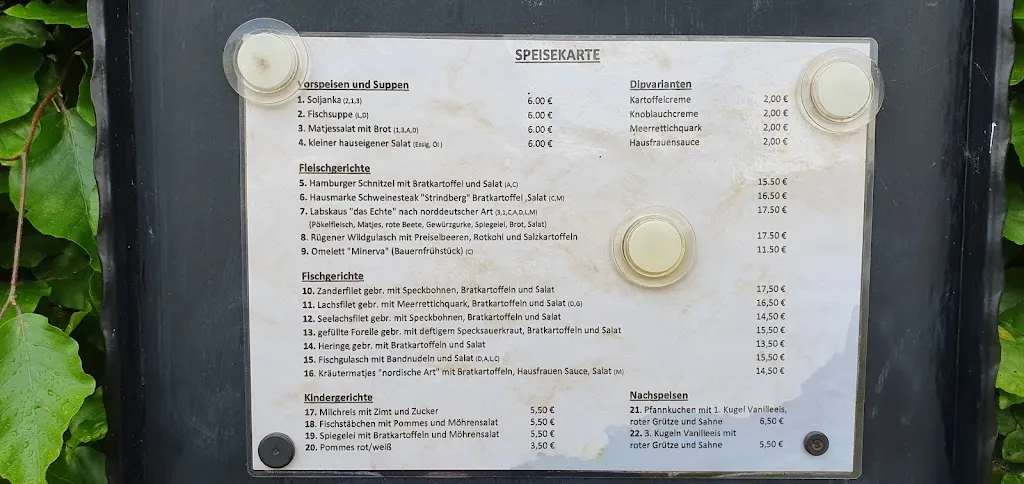 SPEISEKARTE
Vorspeisen und Suppen
1. Soljanka (2,1,3) 6.00 €
2. Fischsuppe (L,D) 6.00 €
3. Matjessalat mit Brot (1,3,A,D) 6.00 €
4. kleiner hauseigener Salat (Essig, Öl ) 6.00 €
Dipvarianten
Kartoffelcreme 2,00 €
Knoblauchcreme 2,00 €
Meerrettichquark 2,00 €
Hausfrauensauce 2,00 €
Fleischgerichte
5. Hamburger Schnitzel mit Bratkartoffel und Salat (A,C) 15.50 €
6. Hausmarke Schweinesteak "Strindberg" Bratkartoffel ,Salat (C,M) 16.50 €
7. Labskaus "das Echte" nach norddeutscher Art (3,1,C,A,D,L,M) 17.50 €
(Pökelfleisch, Matjes, rote Beete, Gewürzgurke, Spiegelei, Brot, Salat)
8. Rügener Wildgulasch mit Preiselbeeren, Rotkohl und Salzkartoffeln 17.50 €
9. Omelett "Minerva" (Bauernfrühstück) (C) 11.50 €
Fischgerichte
10. Zanderfilet gebr. mit Speckbohnen, Bratkartoffeln und Salat 17,50 €
11. Lachsfilet gebr. mit Meerrettichquark, Bratkartoffeln und Salat (D,G) 16,50 €
12. Seelachsfilet gebr. mit Speckbohnen, Bratkartoffeln und Salat 14,50 €
13. gefüllte Forelle gebr. mit deftigem Specksauerkraut, Bratkartoffeln und Salat 15,50 €
14. Heringe gebr. mit Bratkartoffeln und Salat 13,50 €
15. Fischgulasch mit Bandnudeln und Salat (D,A,L,C) 15,50 €
16. Kräutermatjes "nordische Art" mit Bratkartoffeln, Hausfrauen Sauce, Salat (M) 14,50 €
Kindergerichte
17. Milchreis mit Zimt und Zucker 5,50 €
18. Fischstäbchen mit Pommes und Möhrensalat 5,50 €
19. Spiegelei mit Bratkartoffeln und Möhrensalat 5,50 €
20. Pommes rot/weiß 3,50 €
Nachspeisen
21. Pfannkuchen mit 1. Kugel Vanilleeis,
roter Grütze und Sahne 6,50 €
22. 3. Kugeln Vanilleeis mit
roter Grütze und Sahne 5,50 €